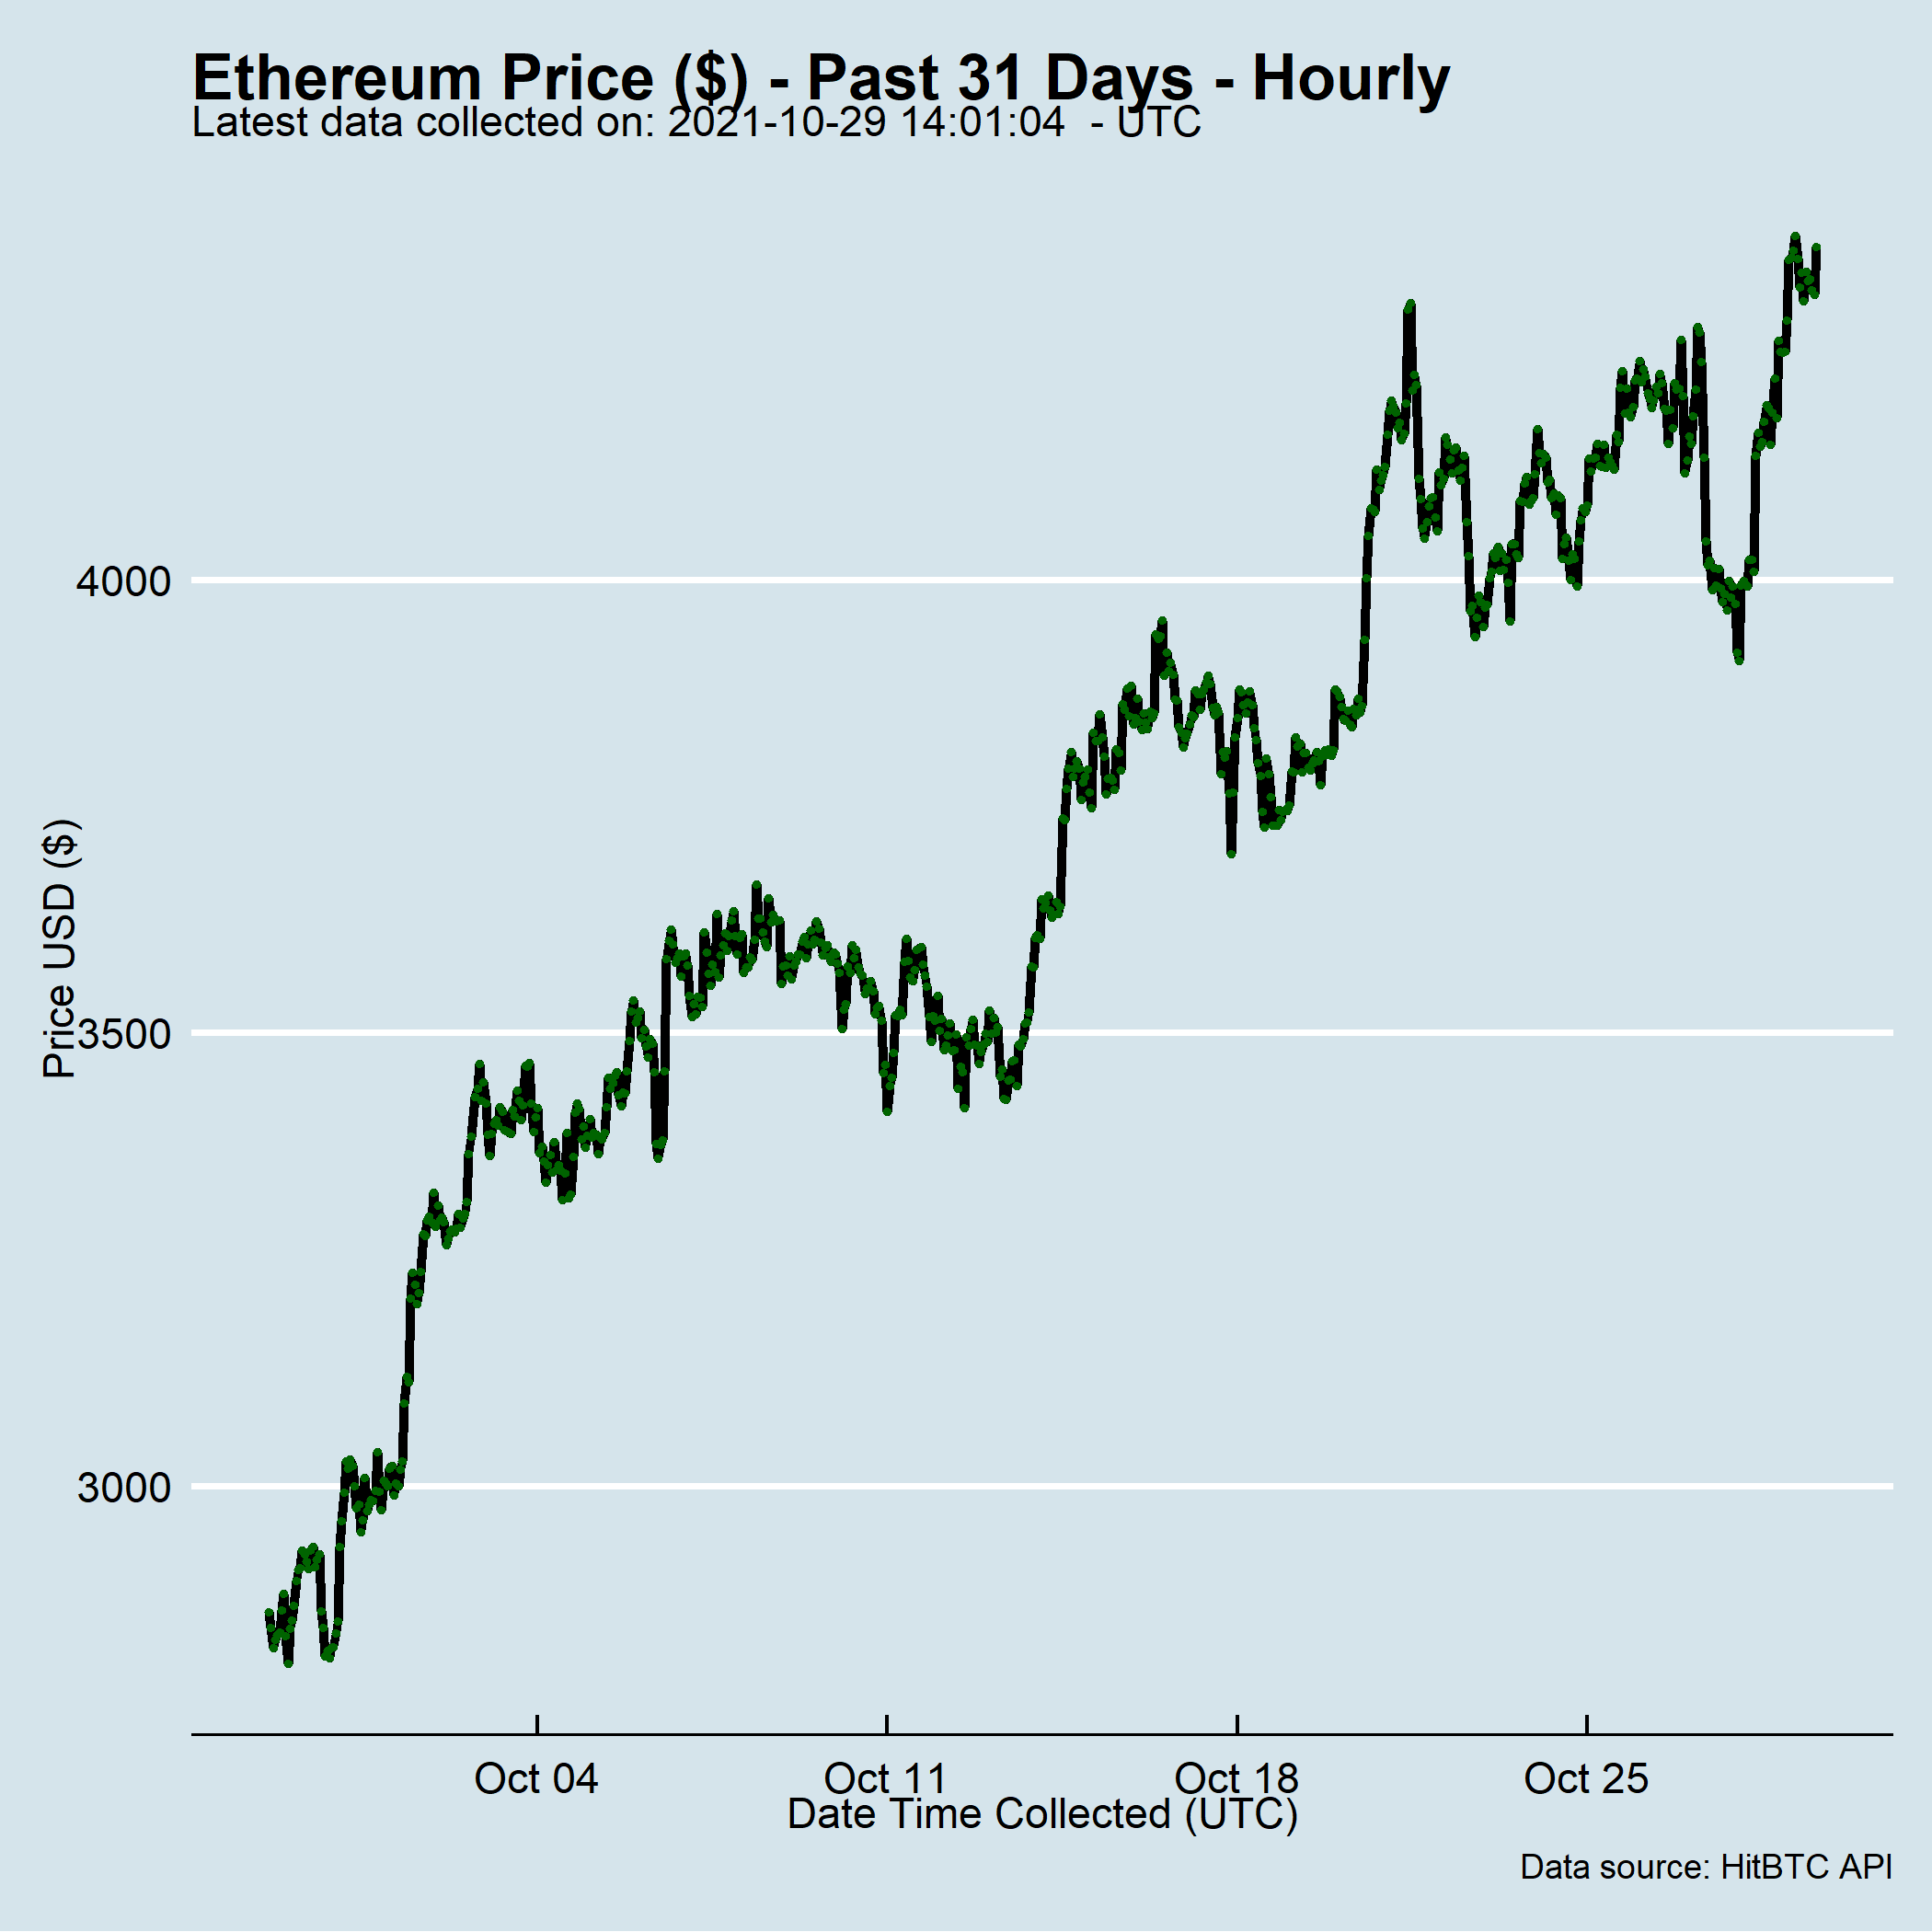 Ethereum Price ($) - Past 31 Days - Hourly
Latest data collected on: 2021-10-29 14:01:04  - UTC
Price USD ($)
4000
3500
3000
Oct 04
Oct 11
Oct 18
Oct 25
Date Time Collected (UTC)
Data source: HitBTC API